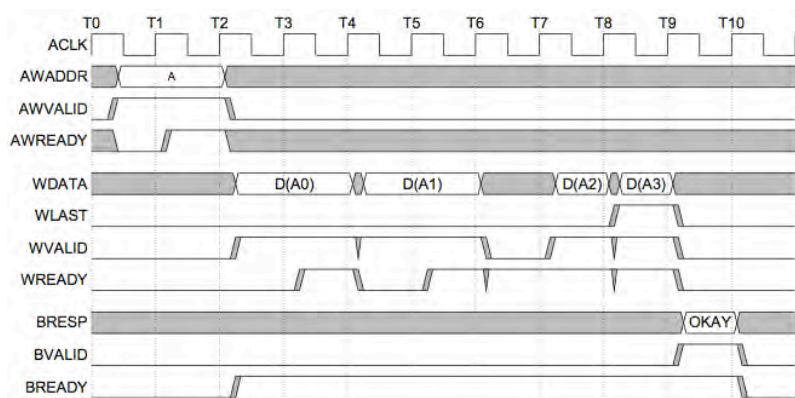 T0 T1 T2 T3 T4 T5 T6 T7 T8 T9 T10
ACLK
AWADDR A
AWVALID
AWREADY
WDATA D(A0) D(A1) D(A2) D(A3)
WLAST
WVALID
WREADY
BRESP OKAY
BVALID
BREADY